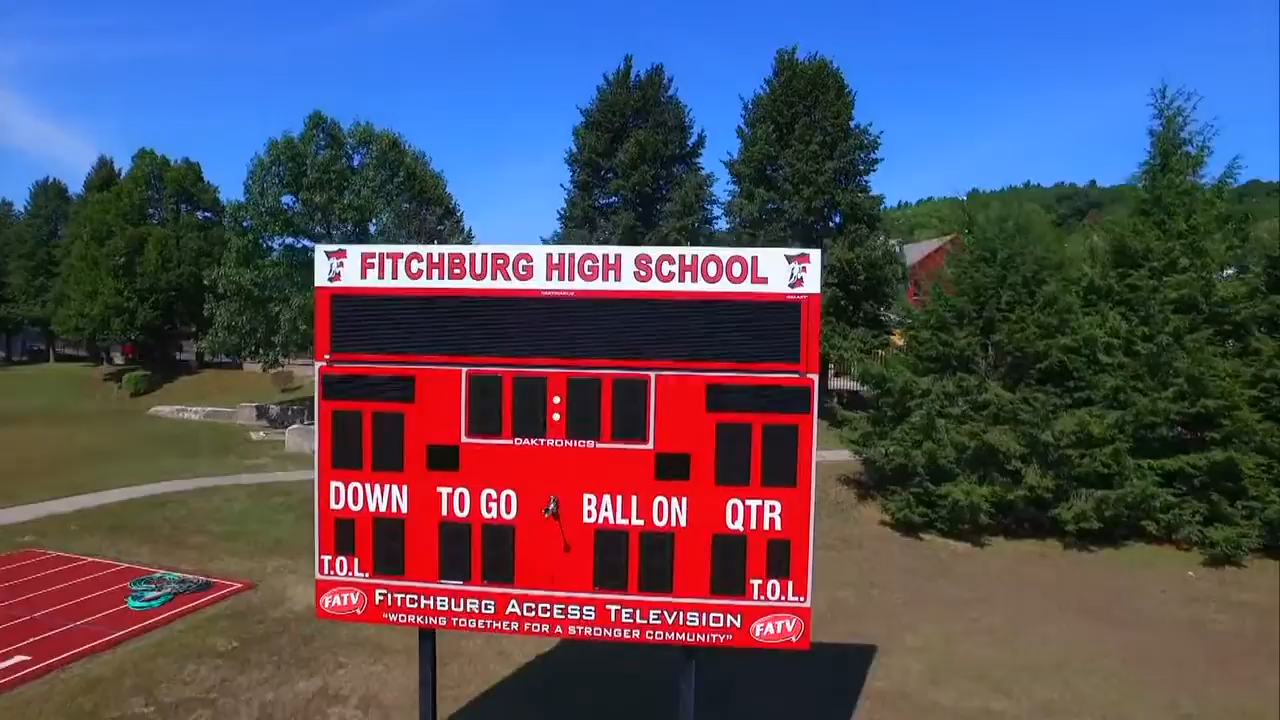 FITCHBURG HIGH SCHOOL
DAKTRONICS
DOWN TO GO BALL ON QTR
T.O.L. T.O.L.
FATV FITCHBURG ACCESS TELEVISION FATV
"WORKING TOGETHER FOR A STRONGER COMMUNITY"